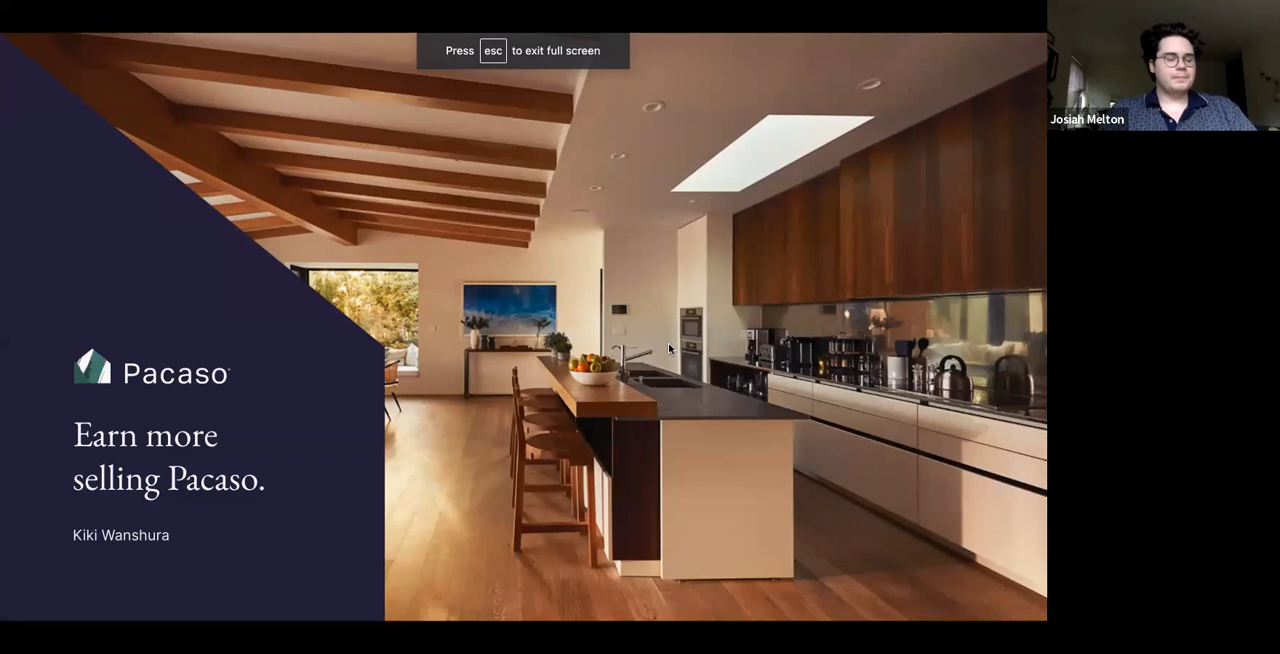 Press esc to exit full screen
Josiah Melton
Pacaso
Earn more
selling Pacaso.
Kiki Wanshura